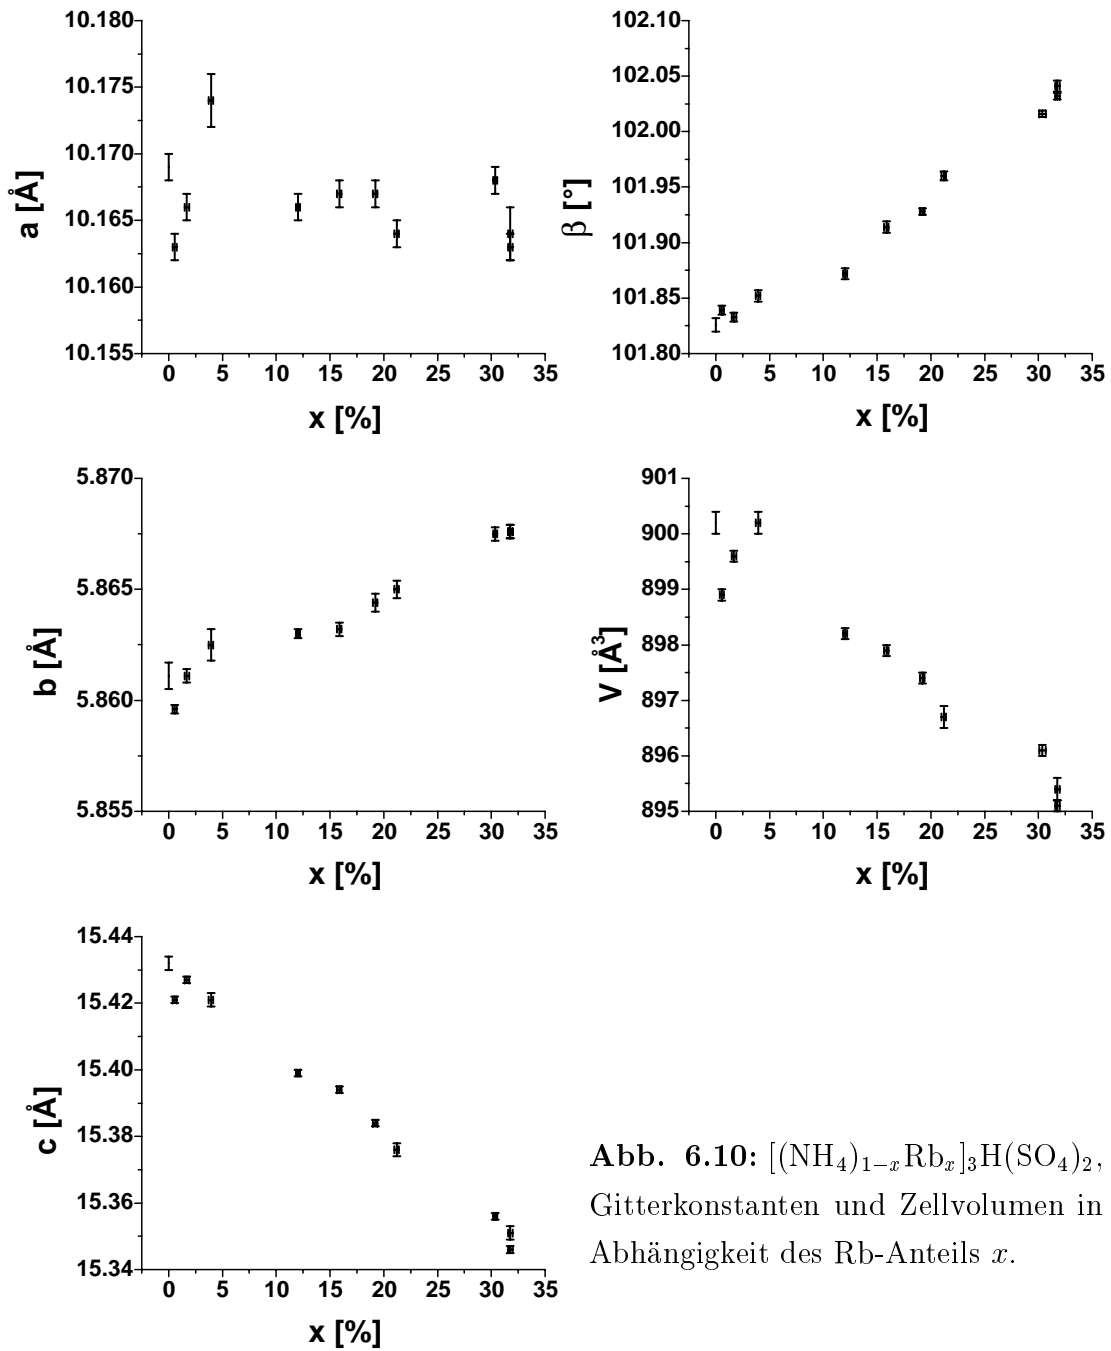 10.180
10.175
10.170
10.165
10.160
10.155
a [Å]
0 5 10 15 20 25 30 35
x [%]
102.10
102.05
102.00
101.95
101.90
101.85
101.80
β [°]
0 5 10 15 20 25 30 35
x [%]
5.870
5.865
5.860
5.855
b [Å]
0 5 10 15 20 25 30 35
x [%]
901
900
899
898
897
896
895
V [Å³]
0 5 10 15 20 25 30 35
x [%]
15.44
15.42
15.40
15.38
15.36
15.34
c [Å]
0 5 10 15 20 25 30 35
x [%]
Abb. 6.10: [(NH₄)₁₋ₓRbₓ]₃H(SO₄)₂,
Gitterkonstanten und Zellvolumen in
Abhängigkeit des Rb-Anteils x.